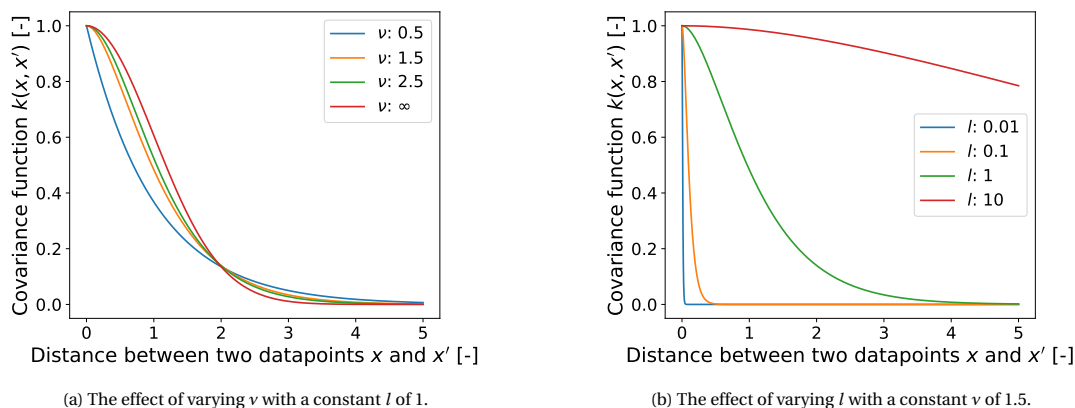 1.0
0.8
0.6
0.4
0.2
0.0
Covariance function k(x, x′) [-]
ν: 0.5
ν: 1.5
ν: 2.5
ν: ∞
0 1 2 3 4 5
Distance between two datapoints x and x′ [-]
(a) The effect of varying ν with a constant l of 1.
1.0
0.8
0.6
0.4
0.2
0.0
Covariance function k(x, x′) [-]
l: 0.01
l: 0.1
l: 1
l: 10
0 1 2 3 4 5
Distance between two datapoints x and x′ [-]
(b) The effect of varying l with a constant ν of 1.5.